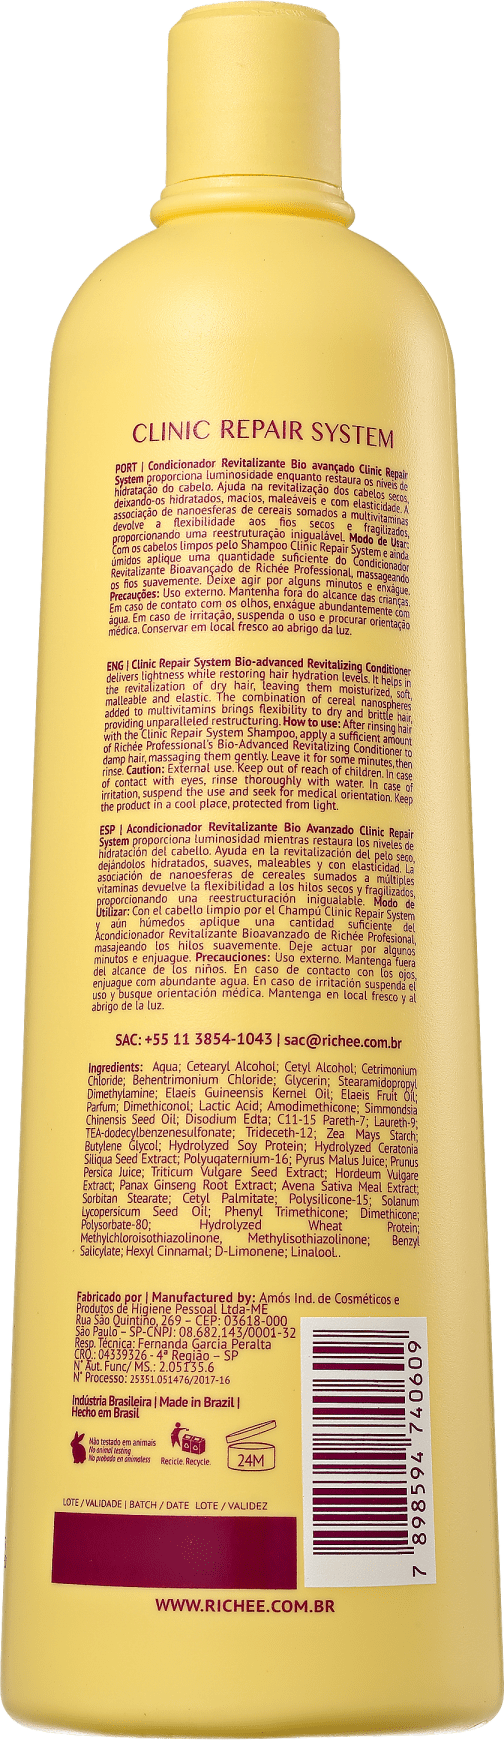 CLINIC REPAIR SYSTEM
PORT | Condicionador Revitalizante Bio avançado Clinic Repair
System proporciona luminosidade enquanto restaura os níveis de
hidratação do cabelo. Ajuda na revitalização dos cabelos secos,
deixando-os hidratados, macios, maleáveis e com elasticidade. A
associação de nanoesferas de cereais somados a multivitaminas
devolve a flexibilidade aos fios secos e fragilizados,
proporcionando uma reestruturação inigualável. Modo de Usar:
Com os cabelos limpos pelo Shampoo Clinic Repair System e ainda
úmidos aplique uma quantidade suficiente do Condicionador
Revitalizante Bioavançado de Richée Professional, massageando
os fios suavemente. Deixe agir por alguns minutos e enxágue.
Precauções: Uso externo. Mantenha fora do alcance das crianças.
Em caso de contato com os olhos, enxágue abundantemente com
água. Em caso de irritação, suspenda o uso e procurar orientação
médica. Conservar em local fresco ao abrigo da luz.
ENG | Clinic Repair System Bio-advanced Revitalizing Conditioner
delivers lightness while restoring hair hydration levels. It helps in
the revitalization of dry hair, leaving them moisturized, soft,
malleable and elastic. The combination of cereal nanospheres
added to multivitamins brings flexibility to dry and brittle hair,
providing unparalleled restructuring. How to use: After rinsing hair
with the Clinic Repair System Shampoo, apply a sufficient amount
of Richée Professional's Bio-Advanced Revitalizing Conditioner to
damp hair, massaging them gently. Leave it for some minutes, then
rinse. Caution: External use. Keep out of reach of children. In case
of contact with eyes, rinse thoroughly with water. In case of
irritation, suspend the use and seek for medical orientation. Keep
the product in a cool place, protected from light.
ESP | Acondicionador Revitalizante Bio Avanzado Clinic Repair
System proporciona luminosidad mientras restaura los niveles de
hidratación del cabello. Ayuda en la revitalización del pelo seco,
dejándolos hidratados, suaves, maleables y con elasticidad. La
asociación de nanoesferas de cereales sumados a múltiples
vitaminas devuelve la flexibilidad a los hilos secos y fragilizados,
proporcionando una reestructuración inigualable. Modo de
Utilizar: Con el cabello limpio por el Champú Clinic Repair System
y aún húmedos aplique una cantidad suficiente del
Acondicionador Revitalizante Bioavanzado de Richée Profesional,
masajeando los hilos suavemente. Deje actuar por algunos
minutos e enjuague. Precauciones: Uso externo. Mantenga fuera
del alcance de los niños. En caso de contacto con los ojos,
enjuague con abundante agua. En caso de irritación suspenda el
uso y busque orientación médica. Mantenga en local fresco y al
abrigo de la luz.
SAC: +55 11 3854-1043 | sac@richee.com.br
Ingredients: Aqua; Cetearyl Alcohol; Cetyl Alcohol; Cetrimonium
Chloride; Behentrimonium Chloride; Glycerin; Stearamidopropyl
Dimethylamine; Elaeis Guineensis Kernel Oil; Elaeis Fruit Oil;
Parfum; Dimethiconol; Lactic Acid; Amodimethicone; Simmondsia
Chinensis Seed Oil; Disodium Edta; C11-15 Pareth-7; Laureth-9;
TEA-dodecylbenzenesulfonate; Trideceth-12; Zea Mays Starch;
Butylene Glycol; Hydrolyzed Soy Protein; Hydrolyzed Ceratonia
Siliqua Seed Extract; Polyuqaternium-16; Pyrus Malus Juice; Prunus
Persica Juice; Triticum Vulgare Seed Extract; Hordeum Vulgare
Extract; Panax Ginseng Root Extract; Avena Sativa Meal Extract;
Sorbitan Stearate; Cetyl Palmitate; Polysilicone-15; Solanum
Lycopersicum Seed Oil; Phenyl Trimethicone; Dimethicone;
Polysorbate-80; Hydrolyzed Wheat Protein;
Methylchloroisothiazolinone, Methylisothiazolinone; Benzyl
Salicylate; Hexyl Cinnamal; D-Limonene; Linalool..
Fabricado por | Manufactured by: Amós Ind. de Cosméticos e
Produtos de Higiene Pessoal Ltda-ME
Rua São Quintino, 269 – CEP: 03618-000
São Paulo – SP-CNPJ: 08.682.143/0001-32
Resp. Técnica: Fernanda Garcia Peralta
CRQ.: 04339326 - 4ª Região – SP
N° Aut. Func/ MS.: 2.05135.6
N° Processo: 25351.051476/2017-16
Indústria Brasileira | Made in Brazil |
Hecho em Brasil
Não testado em animais
No animal testing
No probado en animaless
Recicle. Recycle.
24M
LOTE / VALIDADE | BATCH / DATE LOTE / VALIDEZ
7 898594 740609
WWW.RICHEE.COM.BR